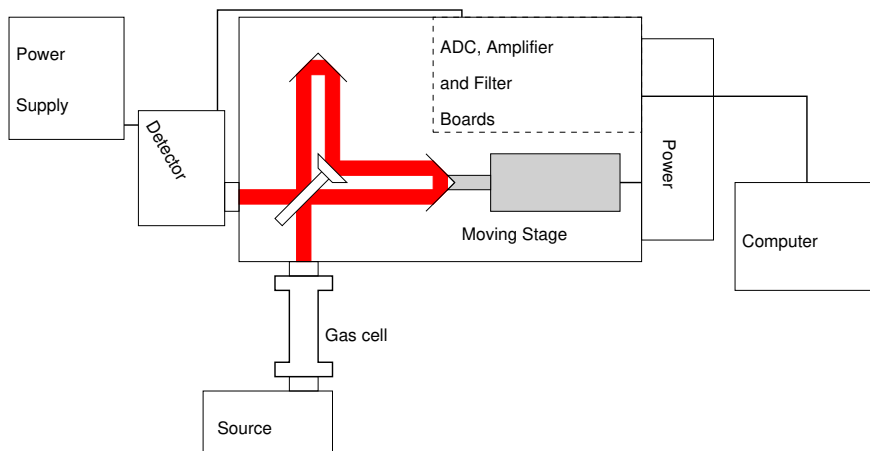 Power
Supply
Detector
ADC, Amplifier
and Filter
Boards
Power
Moving Stage
Computer
Gas cell
Source